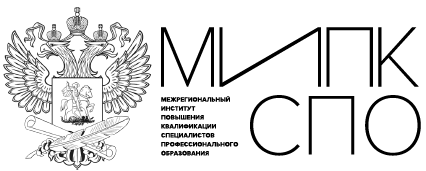 МИПК
СПО
МЕЖРЕГИОНАЛЬНЫЙ
ИНСТИТУТ
ПОВЫШЕНИЯ
КВАЛИФИКАЦИИ
СПЕЦИАЛИСТОВ
ПРОФЕССИОНАЛЬНОГО
ОБРАЗОВАНИЯ